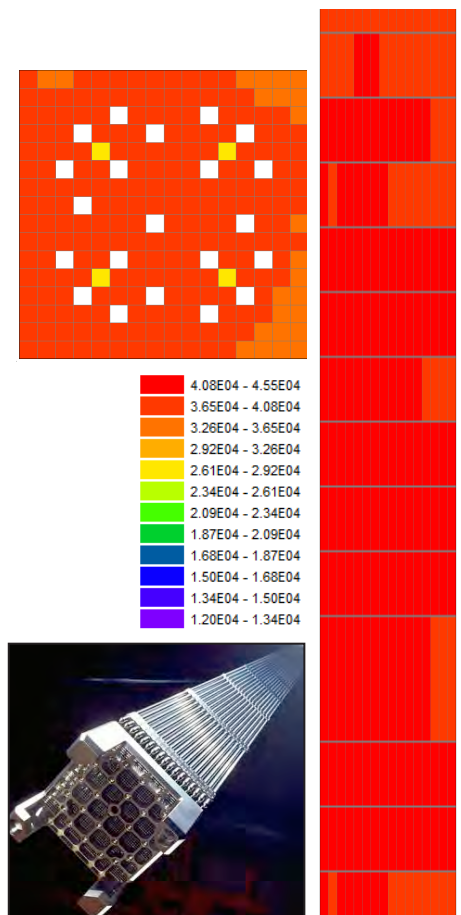 4.08E04 - 4.55E04
3.65E04 - 4.08E04
3.26E04 - 3.65E04
2.92E04 - 3.26E04
2.61E04 - 2.92E04
2.34E04 - 2.61E04
2.09E04 - 2.34E04
1.87E04 - 2.09E04
1.68E04 - 1.87E04
1.50E04 - 1.68E04
1.34E04 - 1.50E04
1.20E04 - 1.34E04